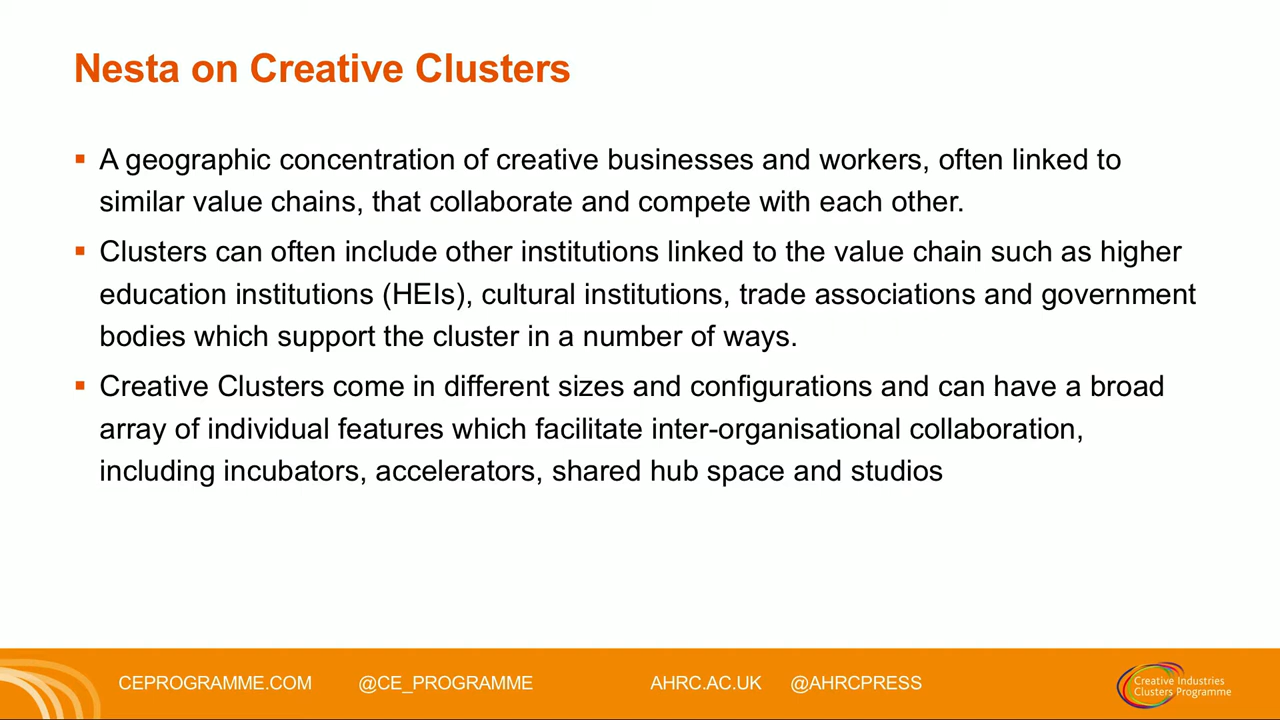 Nesta on Creative Clusters
A geographic concentration of creative businesses and workers, often linked to
similar value chains, that collaborate and compete with each other.
Clusters can often include other institutions linked to the value chain such as higher
education institutions (HEIs), cultural institutions, trade associations and government
bodies which support the cluster in a number of ways.
Creative Clusters come in different sizes and configurations and can have a broad
array of individual features which facilitate inter-organisational collaboration,
including incubators, accelerators, shared hub space and studios
CEPROGRAMME.COM @CE_PROGRAMME AHRC.AC.UK @AHRCPRESS
Creative Industries
Clusters Programme